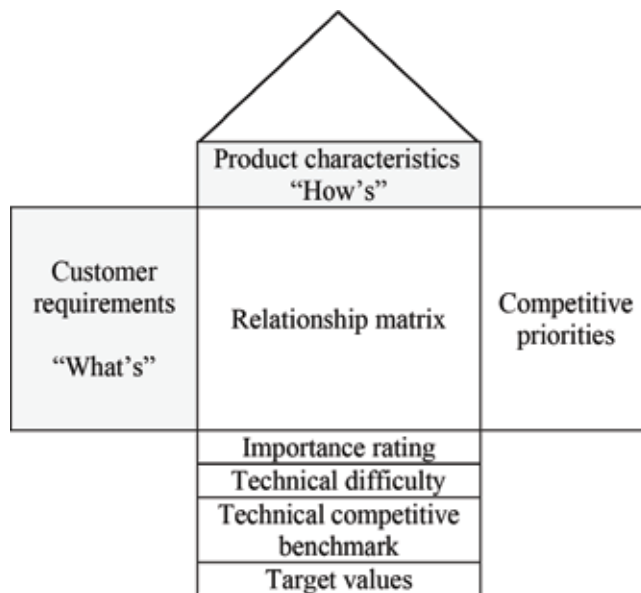 Product characteristics
“How’s”
Customer
requirements
“What’s”
Relationship matrix
Competitive
priorities
Importance rating
Technical difficulty
Technical competitive
benchmark
Target values